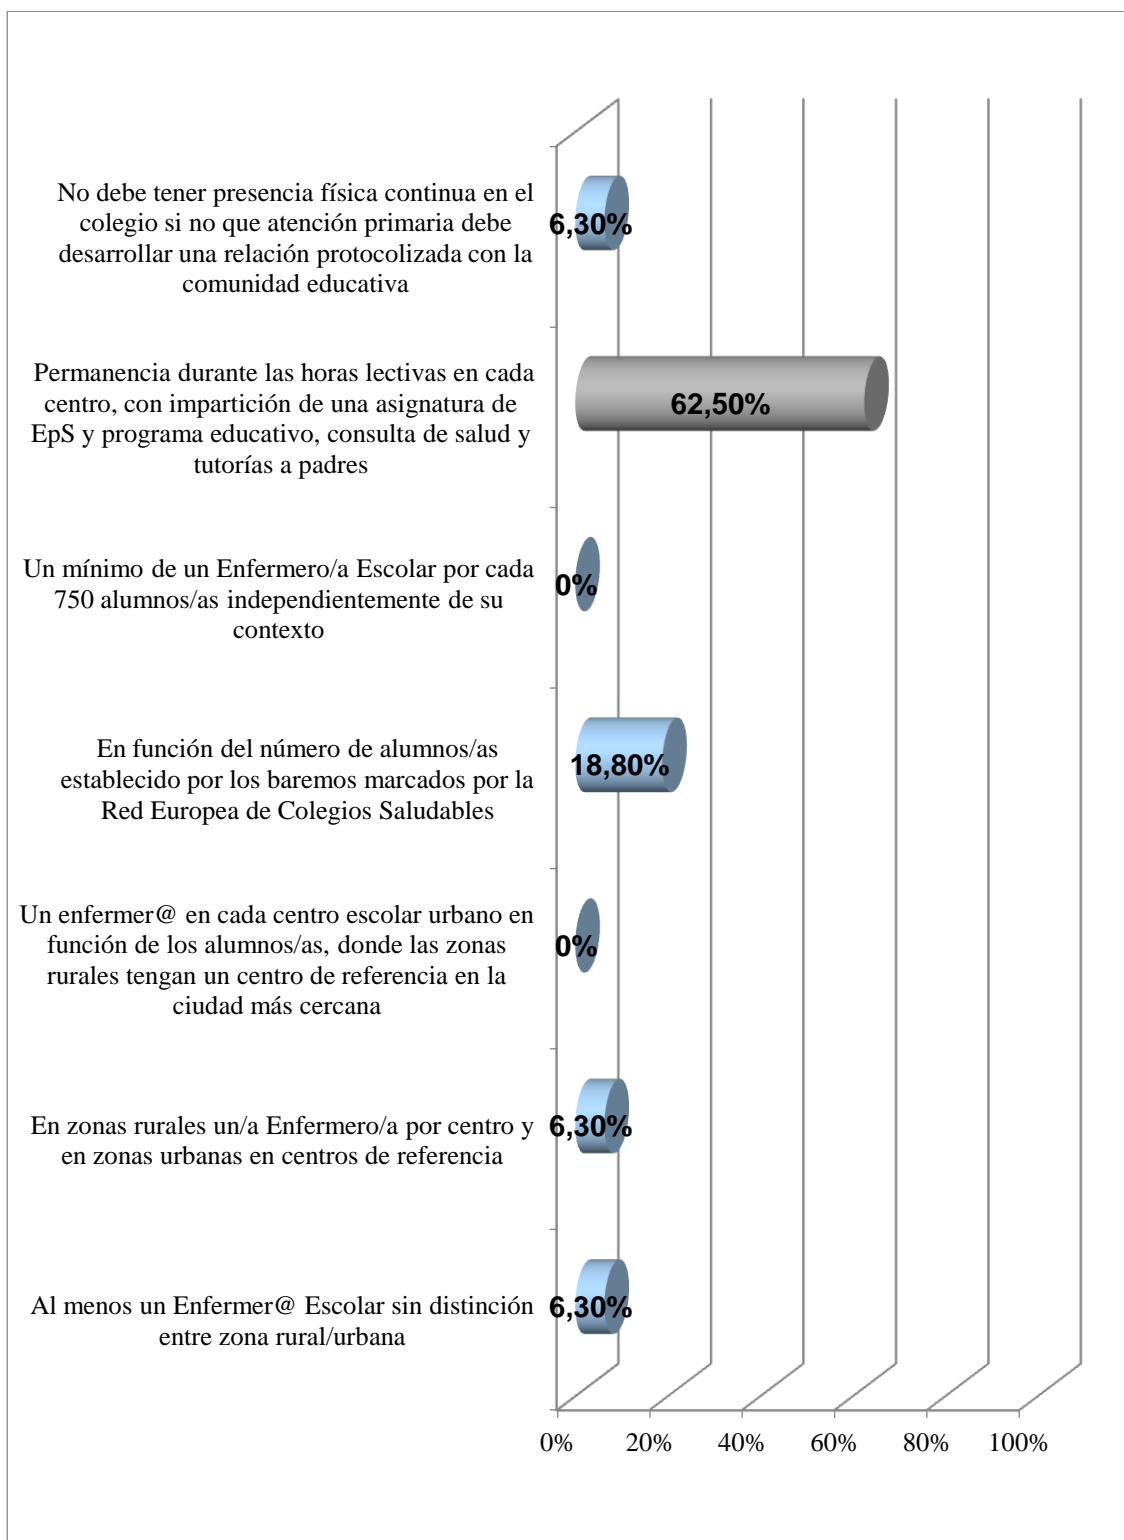 No debe tener presencia física continua en el
colegio si no que atención primaria debe
desarrollar una relación protocolizada con la
comunidad educativa
6,30%
Permanencia durante las horas lectivas en cada
centro, con impartición de una asignatura de
EpS y programa educativo, consulta de salud y
tutorías a padres
62,50%
Un mínimo de un Enfermero/a Escolar por cada
750 alumnos/as independientemente de su
contexto
0%
En función del número de alumnos/as
establecido por los baremos marcados por la
Red Europea de Colegios Saludables
18,80%
Un enfermer@ en cada centro escolar urbano en
función de los alumnos/as, donde las zonas
rurales tengan un centro de referencia en la
ciudad más cercana
0%
En zonas rurales un/a Enfermero/a por centro y
en zonas urbanas en centros de referencia
6,30%
Al menos un Enfermer@ Escolar sin distinción
entre zona rural/urbana
6,30%
0% 20% 40% 60% 80% 100%